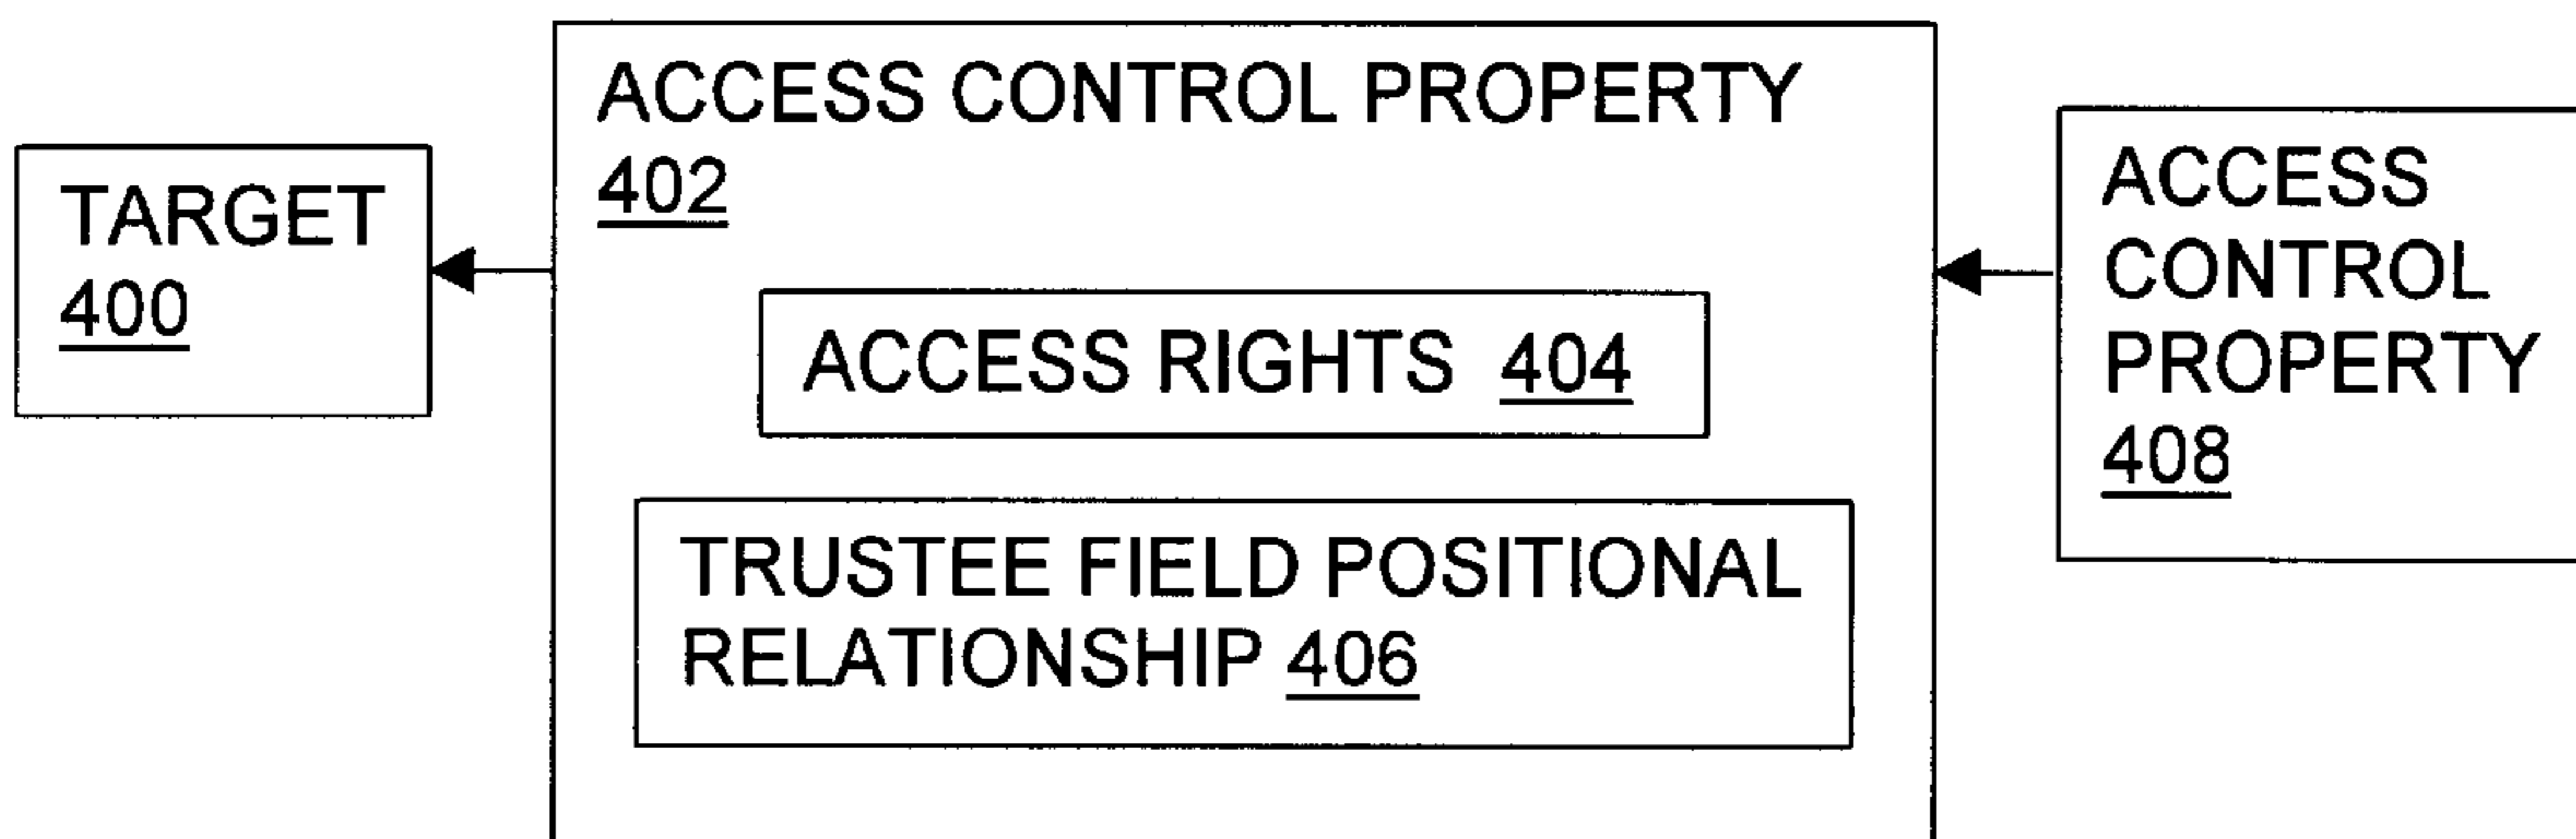 TARGET
400
ACCESS CONTROL PROPERTY
402
ACCESS RIGHTS 404
TRUSTEE FIELD POSITIONAL
RELATIONSHIP 406
ACCESS
CONTROL
PROPERTY
408